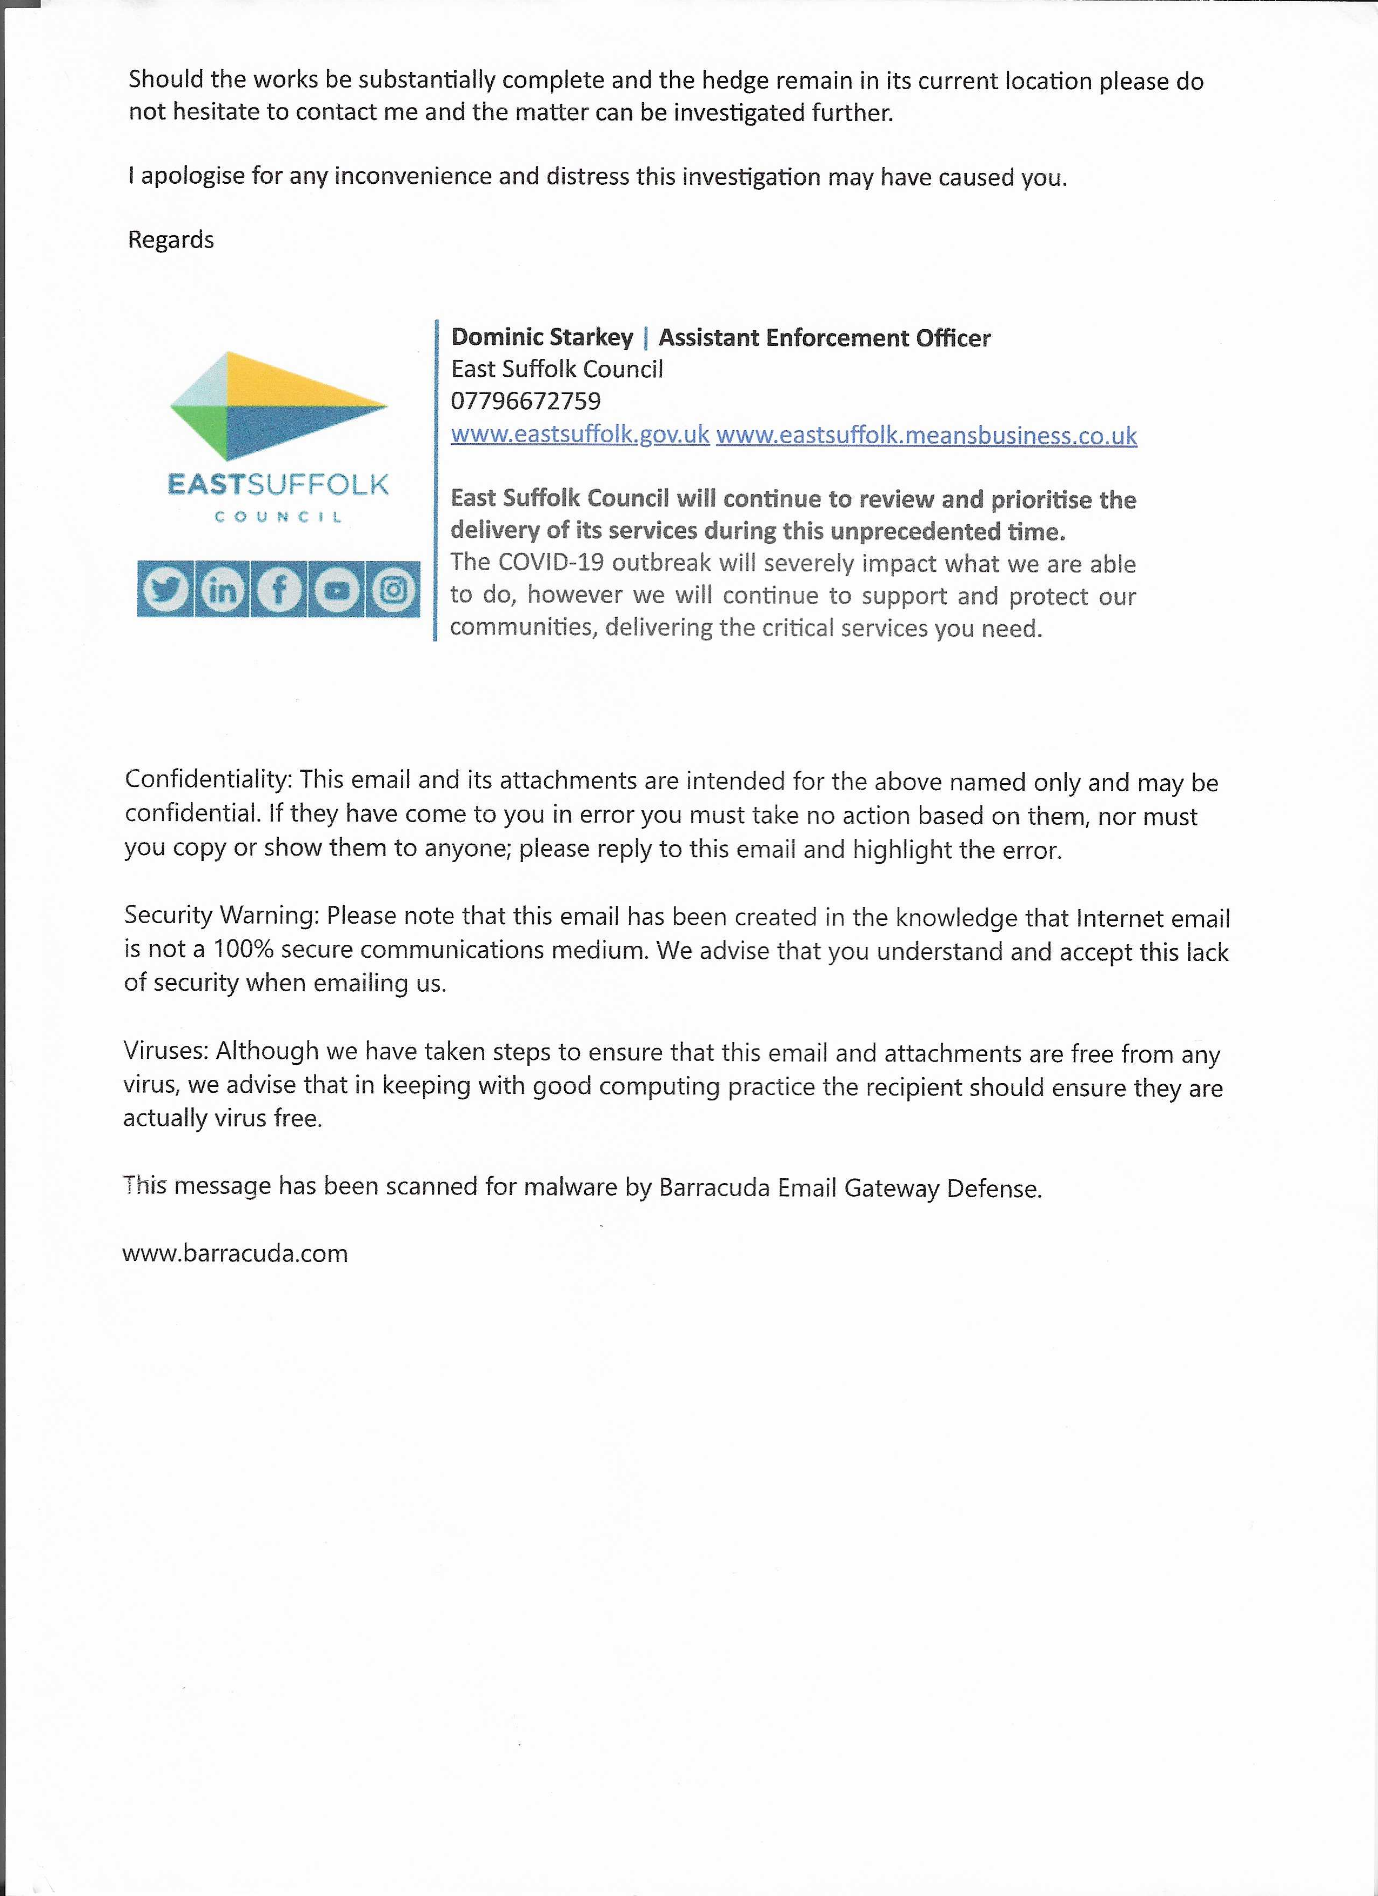 Should the works be substantially complete and the hedge remain in its current location please do
not hesitate to contact me and the matter can be investigated further.
I apologise for any inconvenience and distress this investigation may have caused you.
Regards
Dominic Starkey | Assistant Enforcement Officer
East Suffolk Council
07796672759
www.eastsuffolk.gov.uk www.eastsuffolk.meansbusiness.co.uk
EASTSUFFOLK
COUNCIL
East Suffolk Council will continue to review and prioritise the
delivery of its services during this unprecedented time.
The COVID-19 outbreak will severely impact what we are able
to do, however we will continue to support and protect our
communities, delivering the critical services you need.
Confidentiality: This email and its attachments are intended for the above named only and may be
confidential. If they have come to you in error you must take no action based on them, nor must
you copy or show them to anyone; please reply to this email and highlight the error.
Security Warning: Please note that this email has been created in the knowledge that Internet email
is not a 100% secure communications medium. We advise that you understand and accept this lack
of security when emailing us.
Viruses: Although we have taken steps to ensure that this email and attachments are free from any
virus, we advise that in keeping with good computing practice the recipient should ensure they are
actually virus free.
This message has been scanned for malware by Barracuda Email Gateway Defense.
www.barracuda.com